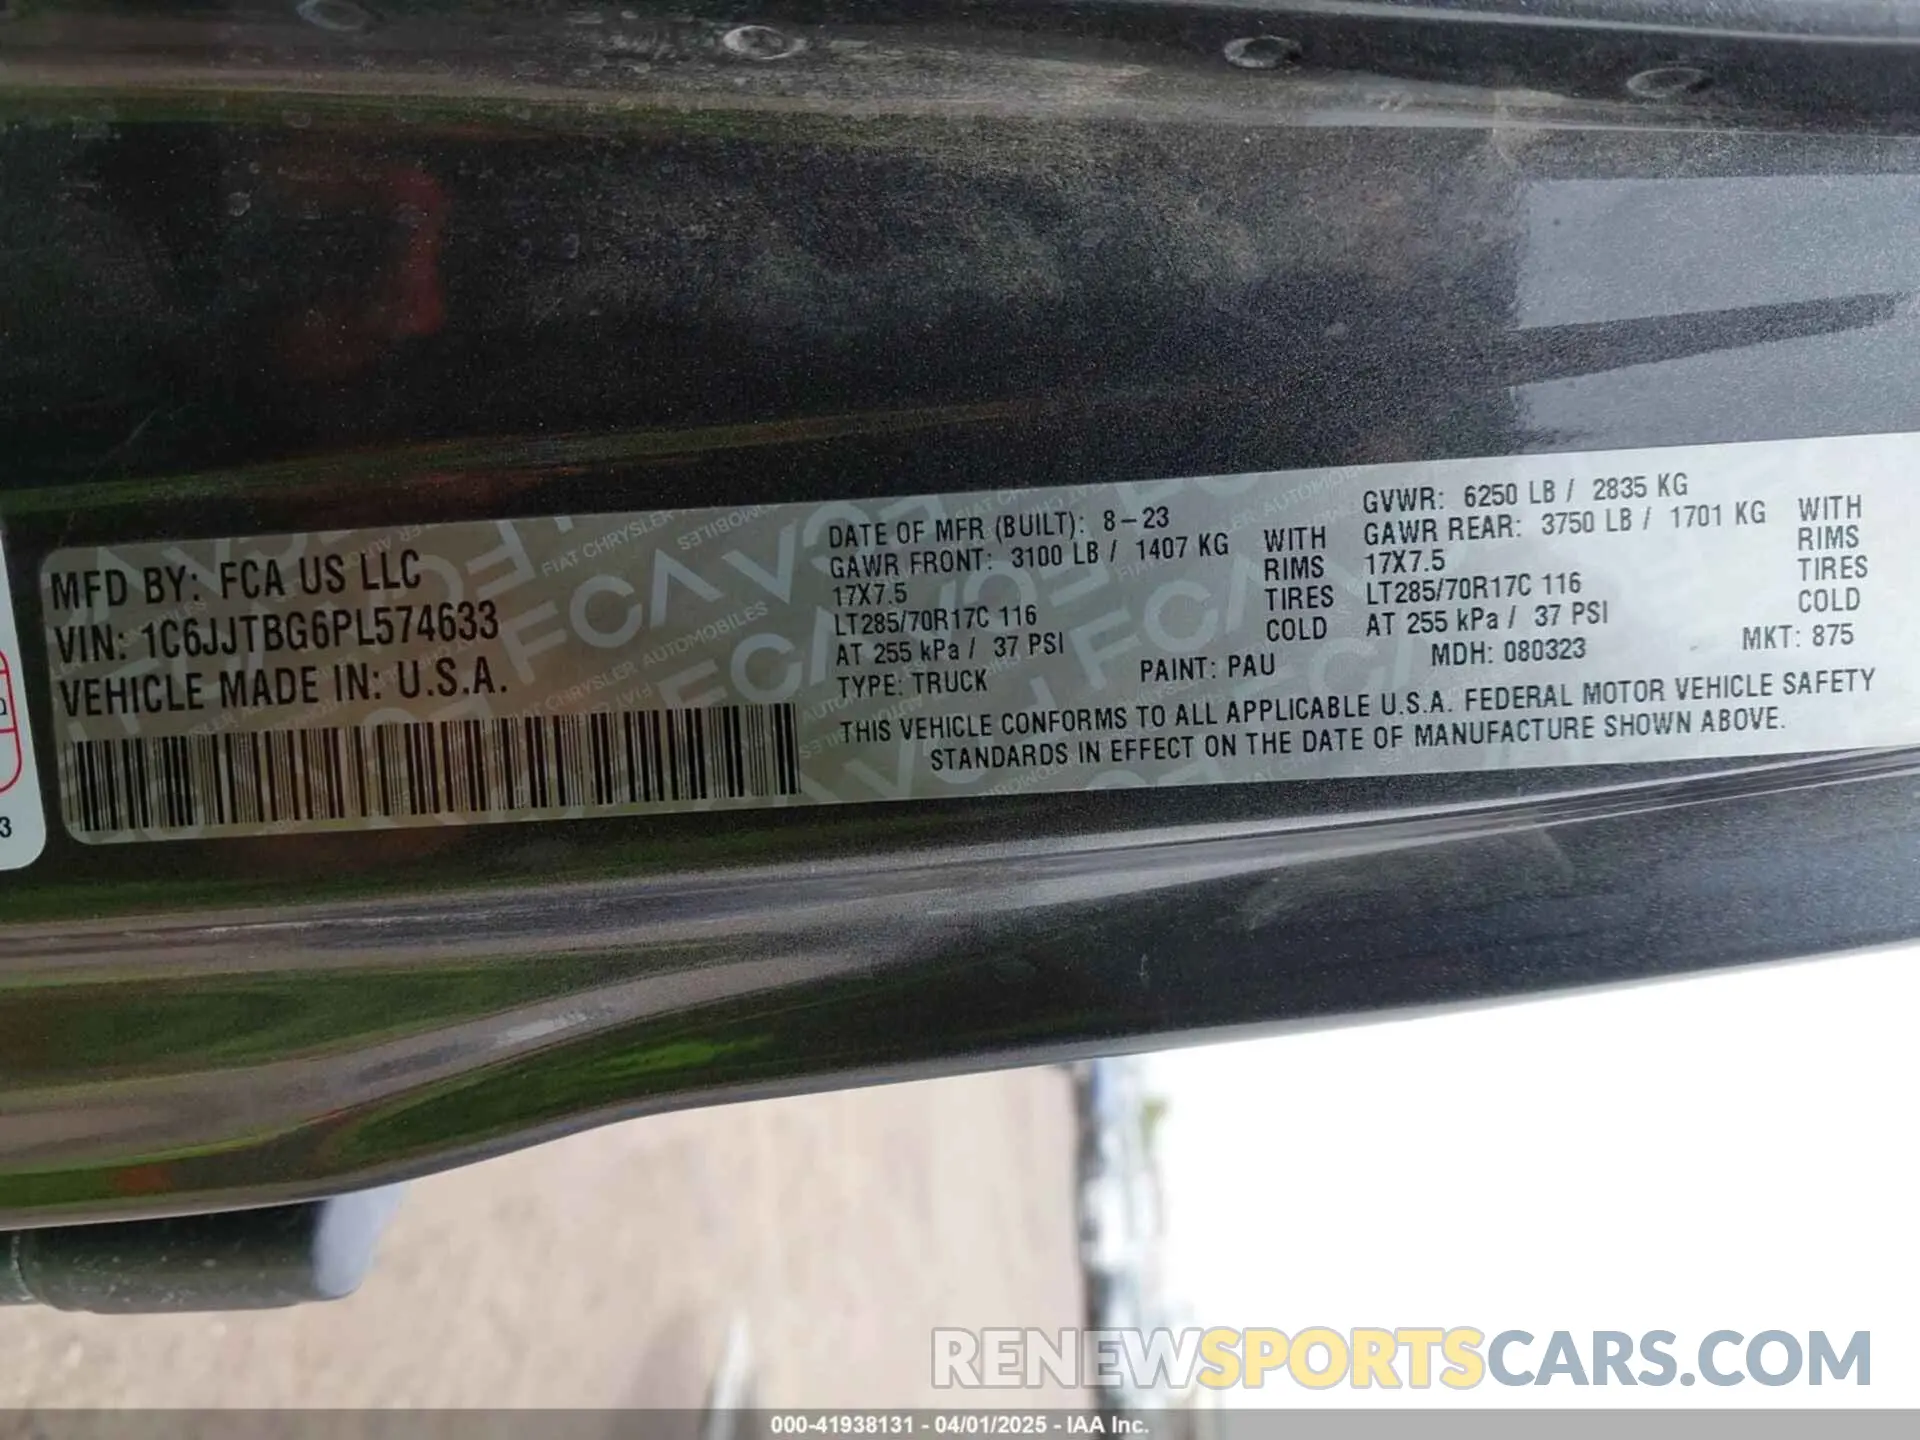 MFD BY: FCA US LLC
VIN: 1C6JJTBG6PL574633
VEHICLE MADE IN: U.S.A.
DATE OF MFR (BUILT): 8-23
GAWR FRONT: 3100 LB / 1407 KG WITH
17X7.5 RIMS
LT285/70R17C 116 TIRES
AT 255 kPa / 37 PSI COLD
TYPE: TRUCK
PAINT: PAU
GVWR: 6250 LB / 2835 KG
GAWR REAR: 3750 LB / 1701 KG WITH
17X7.5 RIMS
LT285/70R17C 116 TIRES
AT 255 kPa / 37 PSI COLD
MDH: 080323
MKT: 875
THIS VEHICLE CONFORMS TO ALL APPLICABLE U.S.A. FEDERAL MOTOR VEHICLE SAFETY
STANDARDS IN EFFECT ON THE DATE OF MANUFACTURE SHOWN ABOVE.
3
RENEWSPORTSCARS.COM
000-41938131 - 04/01/2025 - IAA Inc.